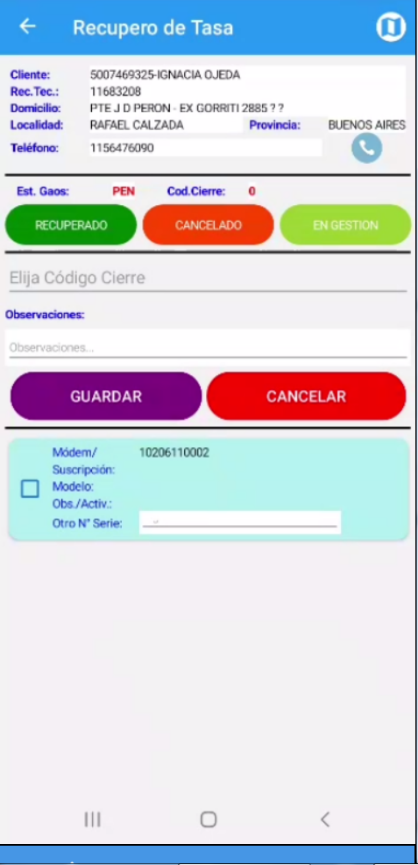 Recupero de Tasa
Cliente: 5007469325-IGNACIA OJEDA
Rec.Tec.: 11683208
Domicilio: PTE J D PERON - EX GORRITI 2885 ? ?
Localidad: RAFAEL CALZADA Provincia: BUENOS AIRES
Teléfono: 1156476090
Est. Gaos: PEN Cod.Cierre: 0
RECUPERADO CANCELADO EN GESTION
Elija Código Cierre
Observaciones:
Observaciones...
GUARDAR CANCELAR
Módem/ 10206110002
Suscripción:
Modelo:
Obs./Activ.:
Otro N° Serie: